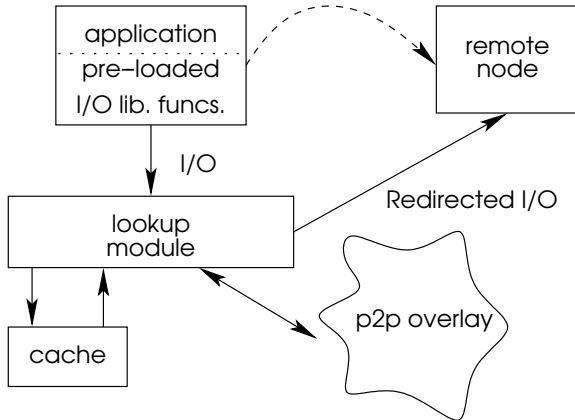 application
pre–loaded
I/O lib. funcs.
remote
node
I/O
Redirected I/O
lookup
module
p2p overlay
cache